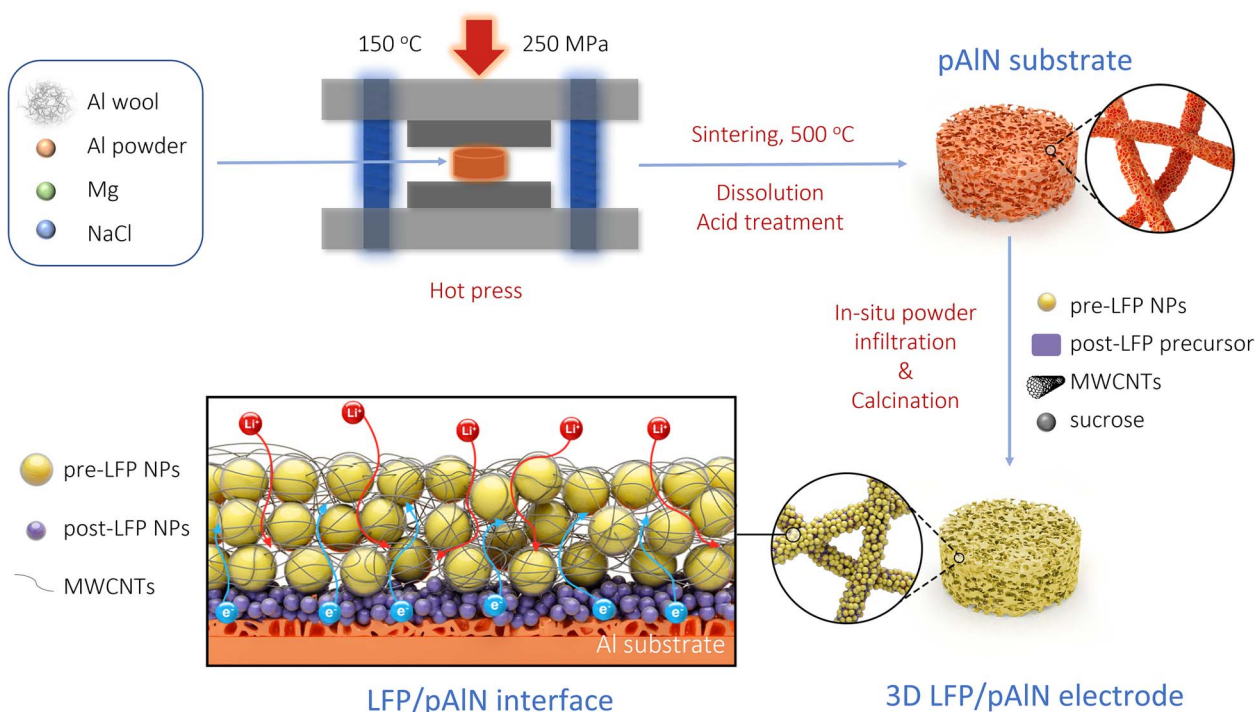 Al wool
Al powder
Mg
NaCl
150 °C
250 MPa
Hot press
Sintering, 500 °C
Dissolution
Acid treatment
pAlN substrate
In-situ powder
infiltration
&
Calcination
pre-LFP NPs
post-LFP precursor
MWCNTs
sucrose
pre-LFP NPs
post-LFP NPs
MWCNTs
Li⁺
Li⁺
Li⁺
Li⁺
Li⁺
e⁻
e⁻
e⁻
e⁻
e⁻
e⁻
Al substrate
LFP/pAlN interface
3D LFP/pAlN electrode